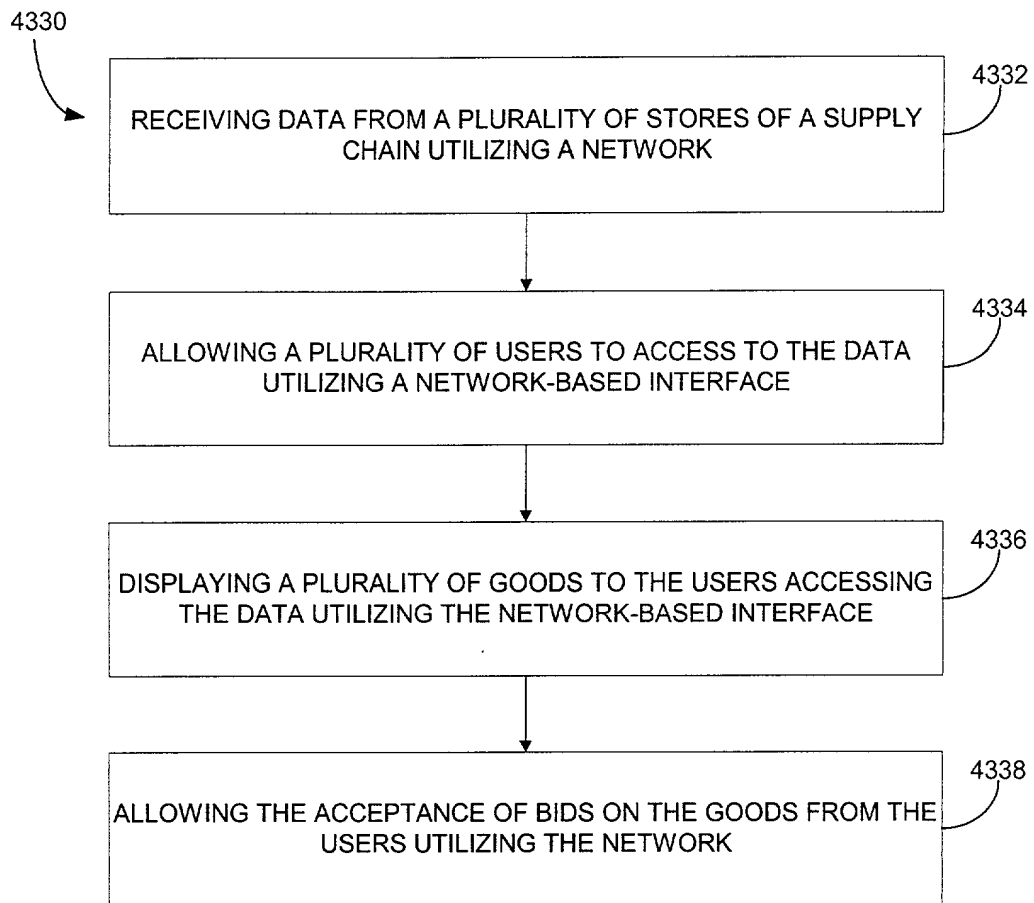 4330
4332
RECEIVING DATA FROM A PLURALITY OF STORES OF A SUPPLY
CHAIN UTILIZING A NETWORK
4334
ALLOWING A PLURALITY OF USERS TO ACCESS TO THE DATA
UTILIZING A NETWORK-BASED INTERFACE
4336
DISPLAYING A PLURALITY OF GOODS TO THE USERS ACCESSING
THE DATA UTILIZING THE NETWORK-BASED INTERFACE
4338
ALLOWING THE ACCEPTANCE OF BIDS ON THE GOODS FROM THE
USERS UTILIZING THE NETWORK